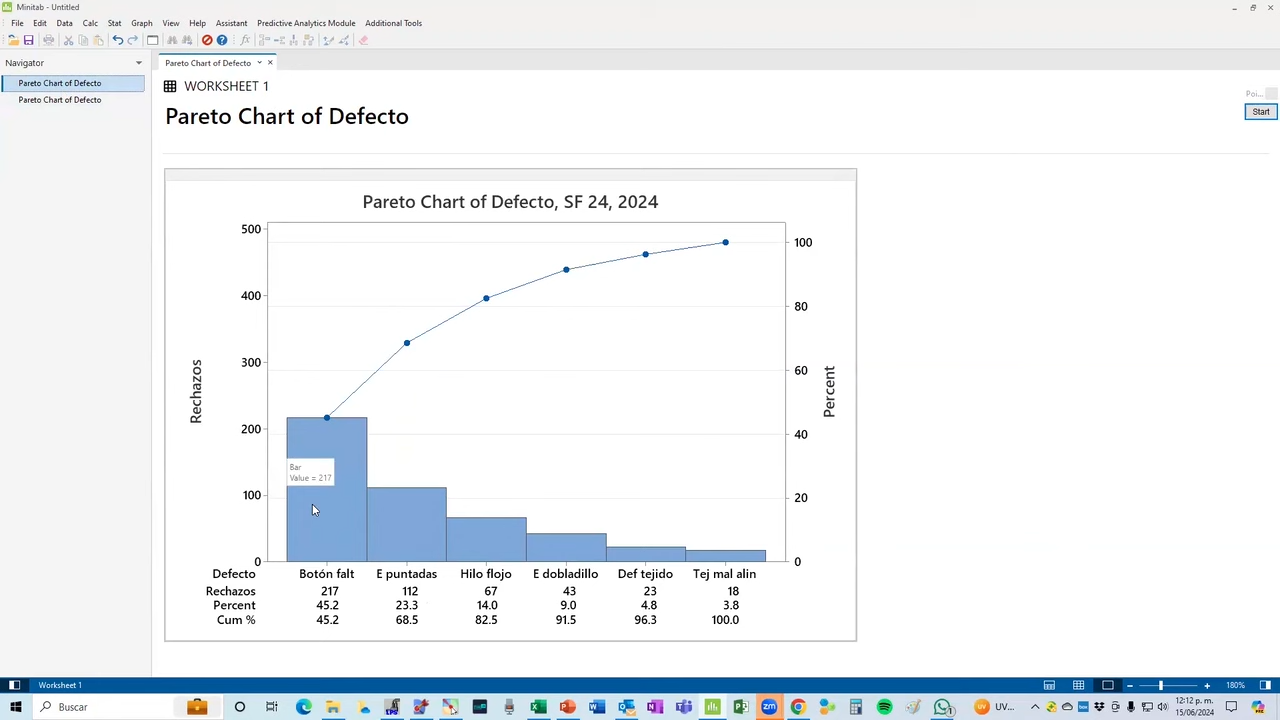 Minitab - Untitled
File Edit Data Calc Stat Graph View Help Assistant Predictive Analytics Module Additional Tools
Navigator
Pareto Chart of Defecto
Pareto Chart of Defecto
Pareto Chart of Defecto
WORKSHEET 1
Pareto Chart of Defecto
Poi...
Start
Pareto Chart of Defecto, SF 24, 2024
500
400
300
200
100
0
Rechazos
100
80
60
40
20
0
Percent
Bar
Value = 217
Defecto Botón falt E puntadas Hilo flojo E dobladillo Def tejido Tej mal alin
Rechazos 217 112 67 43 23 18
Percent 45.2 23.3 14.0 9.0 4.8 3.8
Cum % 45.2 68.5 82.5 91.5 96.3 100.0
Worksheet 1
180%
Buscar
UV...
12:12 p. m.
15/06/2024